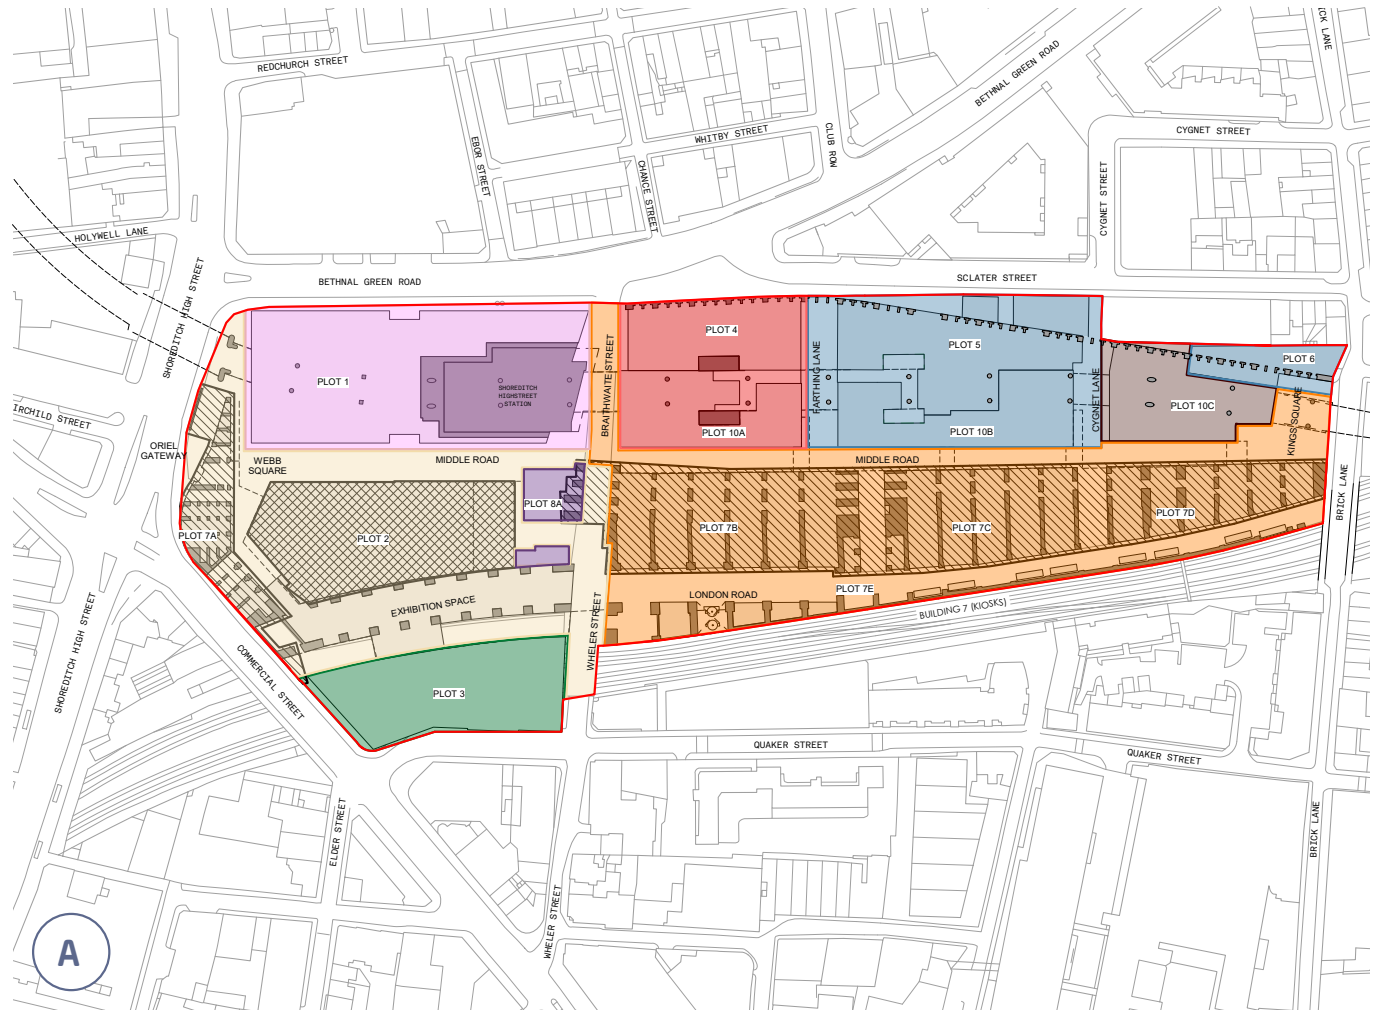 REDCHURCH STREET
EBOR STREET
WHITBY STREET
CHANCE STREET
CLUB ROW
BETHNAL GREEN ROAD
CYGNET STREET
CYGNET STREET
CK LANE
HOLYWELL LANE
SHOREDITCH HIGH STREET
BETHNAL GREEN ROAD
SCLATER STREET
PLOT 1
SHOREDITCH
HIGHSTREET
STATION
BRAITHWAITE STREET
PLOT 4
PLOT 10A
FARTHING LANE
PLOT 5
PLOT 10B
CYGNET LANE
PLOT 6
PLOT 10C
KINGS SQUARE
IRCHILD STREET
ORIEL
GATEWAY
WEBB
SQUARE
MIDDLE ROAD
MIDDLE ROAD
BRICK LANE
PLOT 8A
PLOT 7A
PLOT 2
PLOT 7B
PLOT 7C
PLOT 7D
EXHIBITION SPACE
LONDON ROAD
PLOT 7E
BUILDING 7 (KIOSKS)
WHELER STREET
SHOREDITCH HIGH STREET
COMMERCIAL STREET
PLOT 3
QUAKER STREET
QUAKER STREET
ELDER STREET
WHELER STREET
BRICK LANE
A